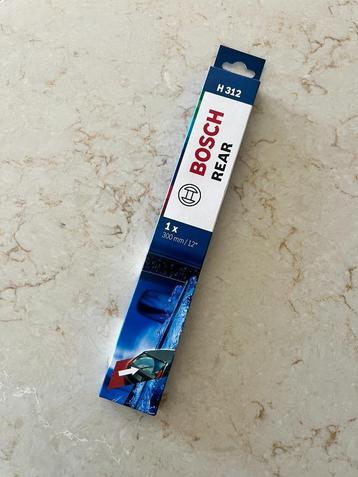 H 312
BOSCH
REAR
1 x
300 mm / 12"